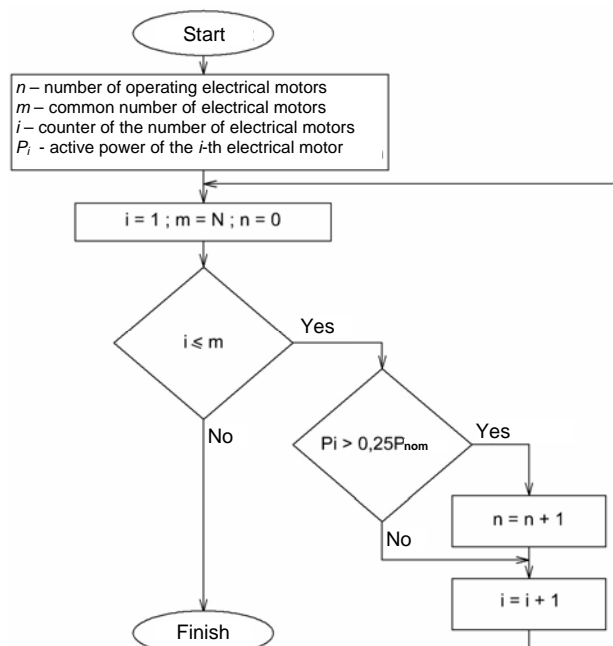 Start
n – number of operating electrical motors
m – common number of electrical motors
i – counter of the number of electrical motors
Pi - active power of the i-th electrical motor
i = 1 ; m = N ; n = 0
i ⩽ m
Yes
No
Pi > 0,25Pnom
Yes
No
n = n + 1
i = i + 1
Finish